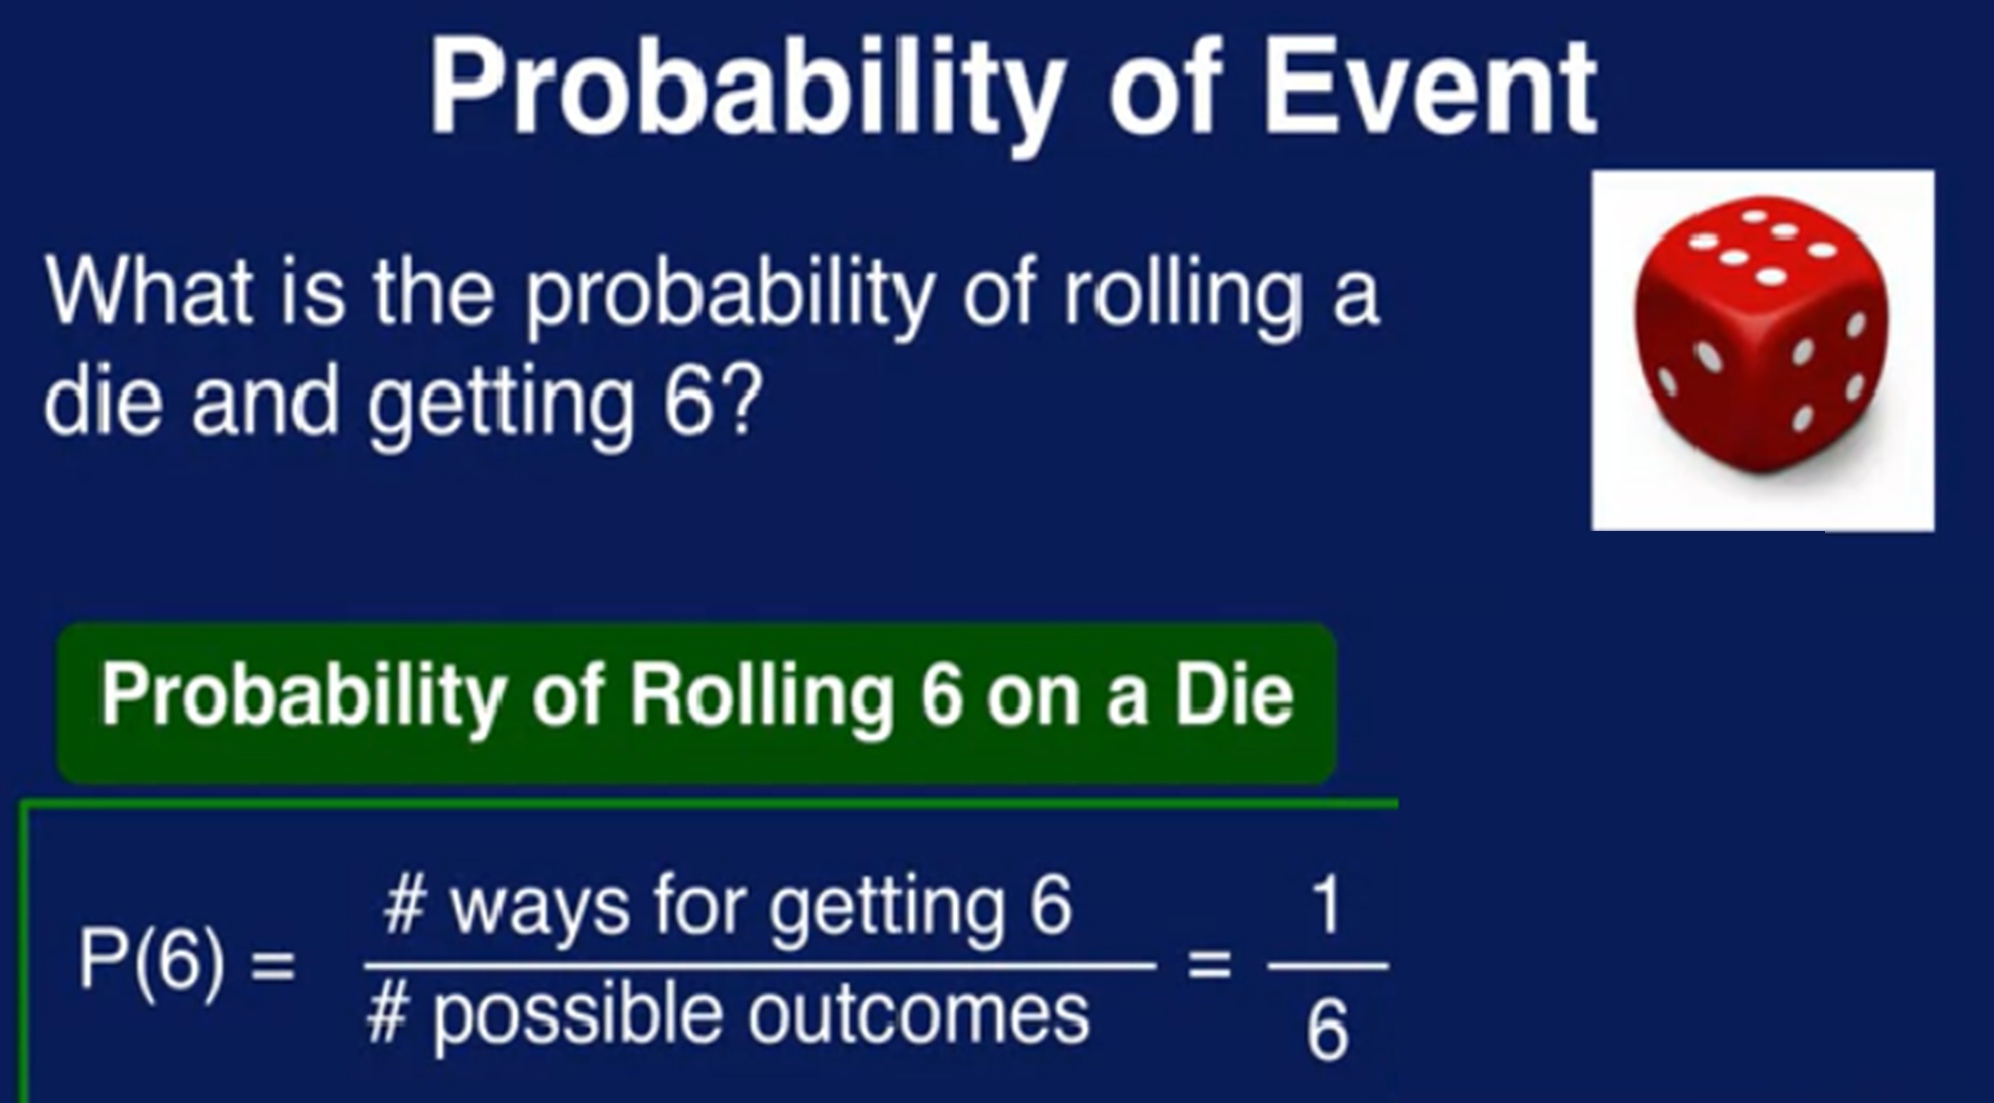 Probability of Event
What is the probability of rolling a
die and getting 6?
Probability of Rolling 6 on a Die
# ways for getting 6
P(6) = = 1
# possible outcomes 6